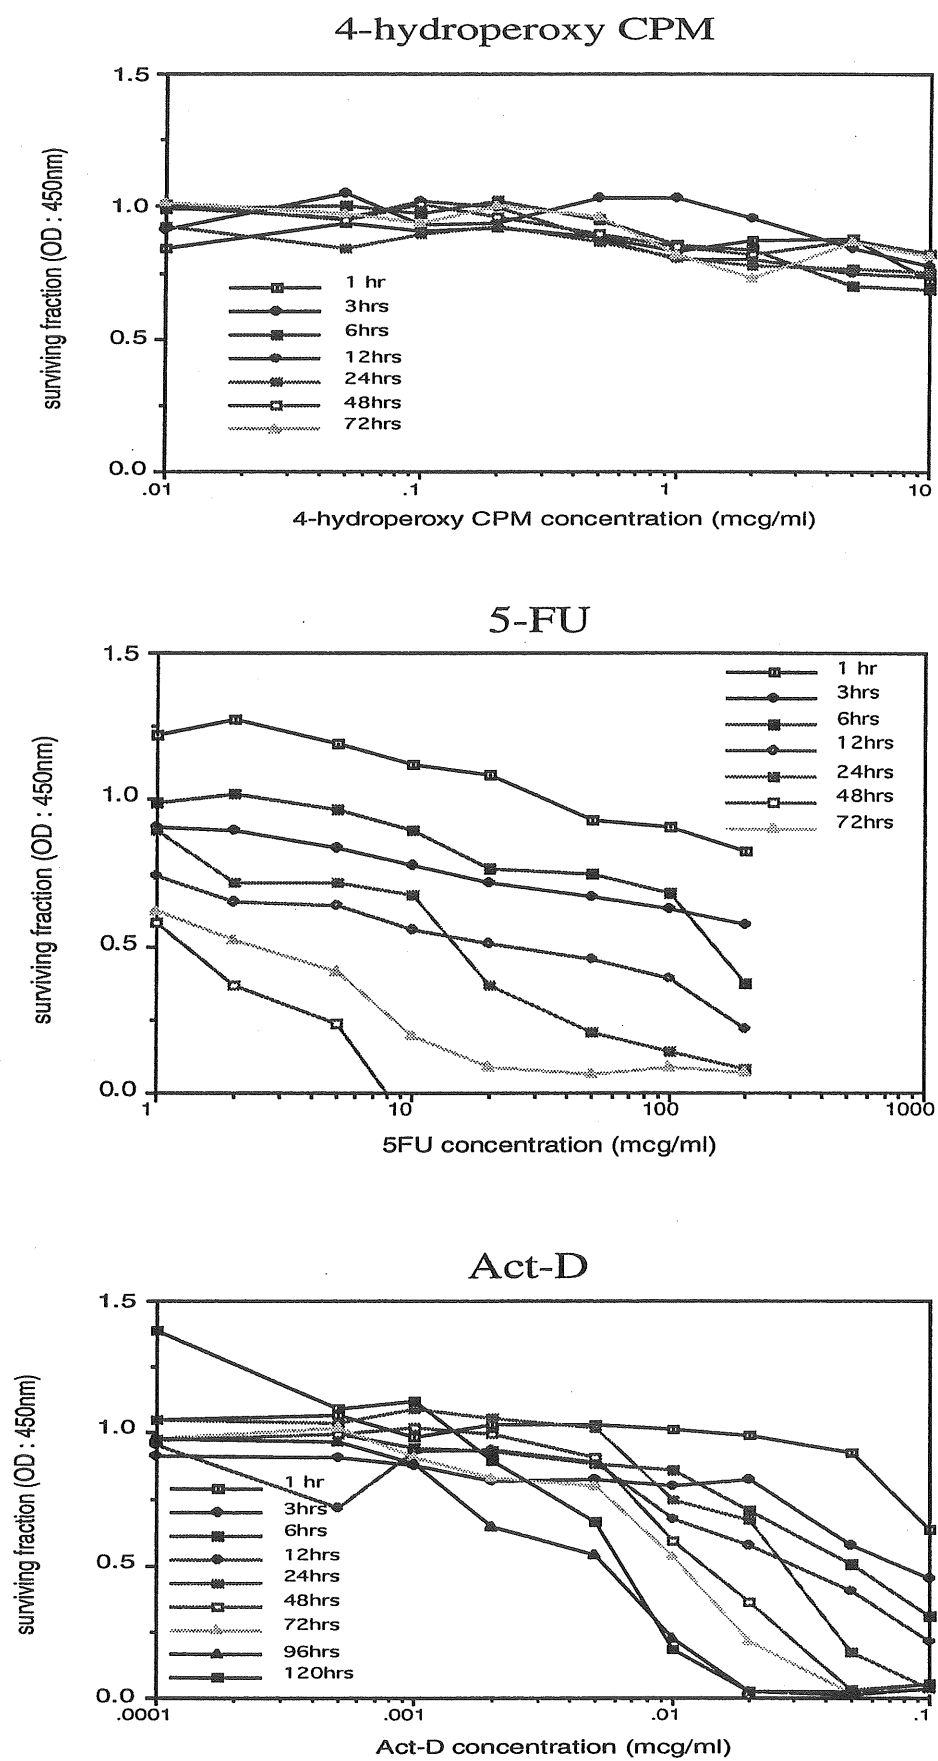 4-hydroperoxy CPM
1.5
1.0
0.5
0.0
surviving fraction (OD : 450nm)
1 hr
3hrs
6hrs
12hrs
24hrs
48hrs
72hrs
.01
.1
1
10
4-hydroperoxy CPM concentration (mcg/ml)
5-FU
1.5
1.0
0.5
0.0
surviving fraction (OD : 450nm)
1 hr
3hrs
6hrs
12hrs
24hrs
48hrs
72hrs
1
10
100
1000
5FU concentration (mcg/ml)
Act-D
1.5
1.0
0.5
0.0
surviving fraction (OD : 450nm)
1 hr
3hrs
6hrs
12hrs
24hrs
48hrs
72hrs
96hrs
120hrs
.0001
.001
.01
.1
Act-D concentration (mcg/ml)